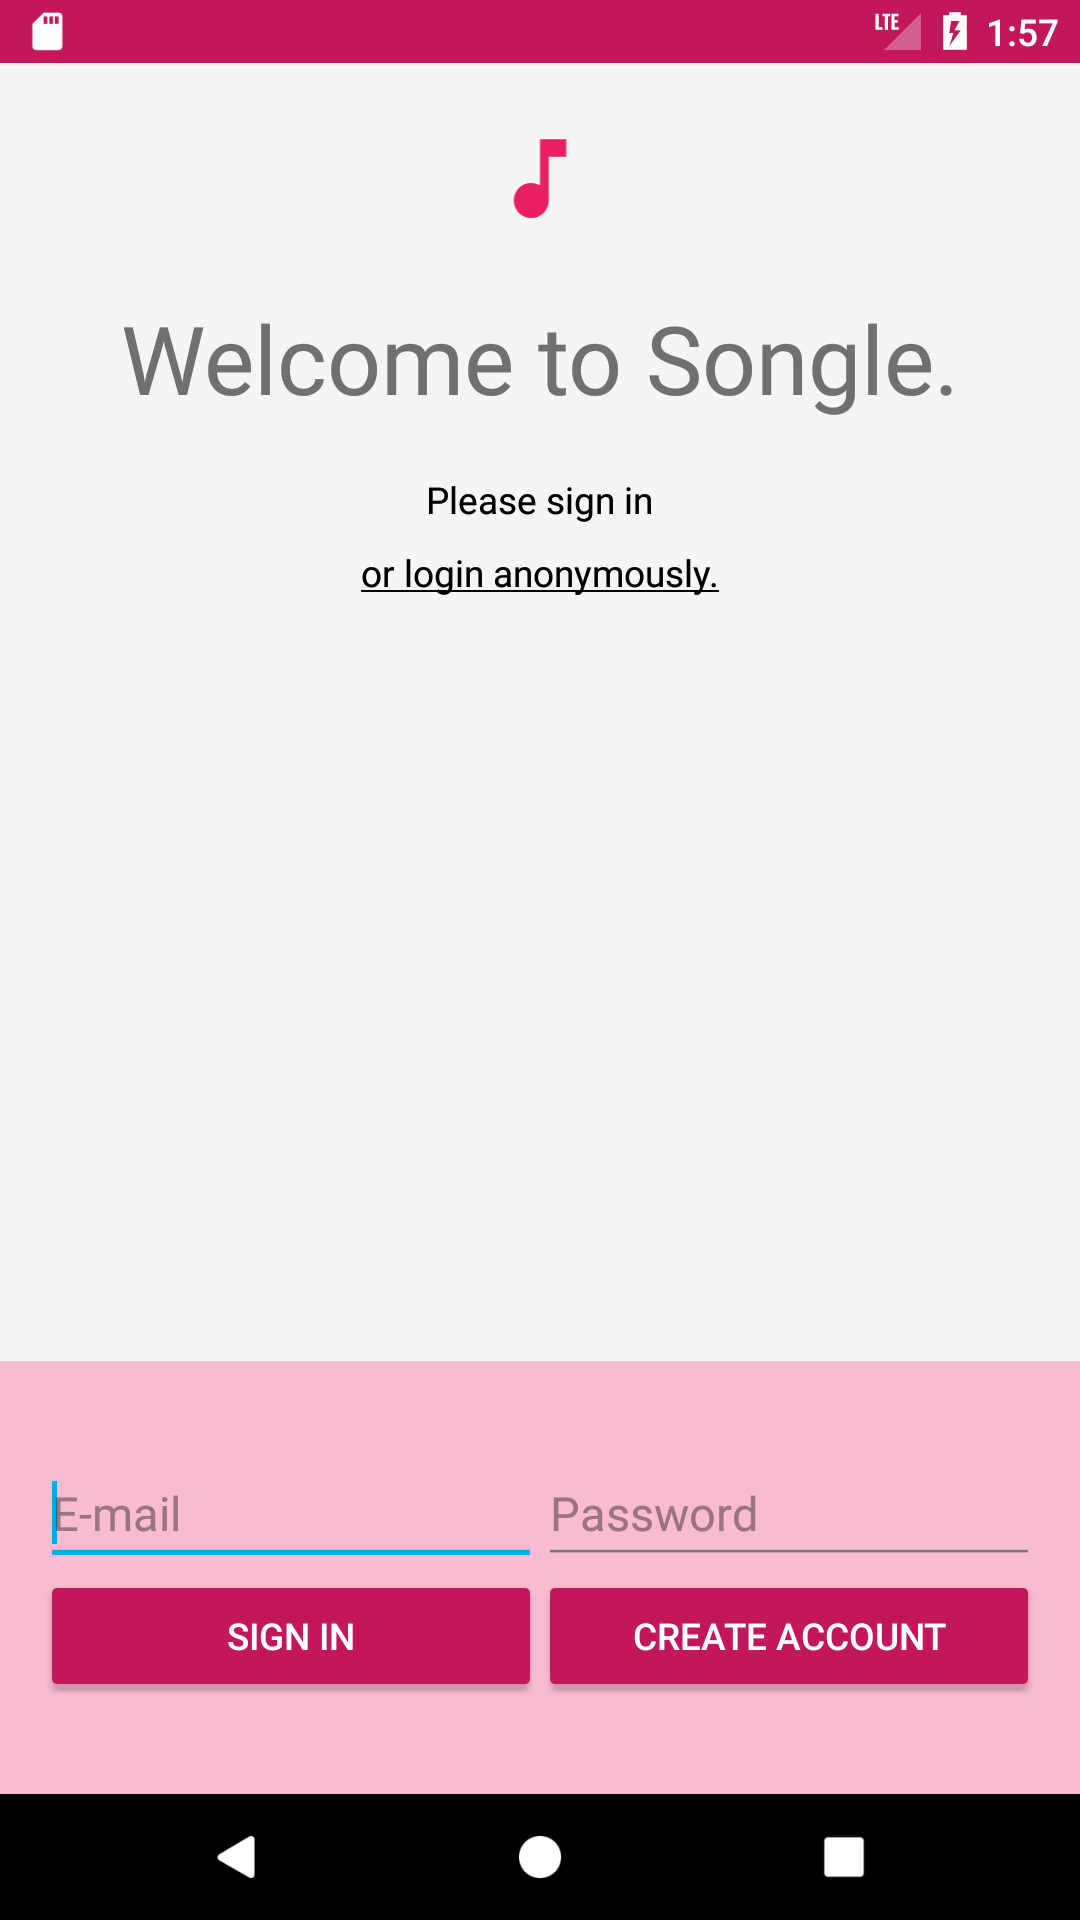 LTE 1:57
Welcome to Songle.
Please sign in
or login anonymously.
E-mail Password
SIGN IN CREATE ACCOUNT